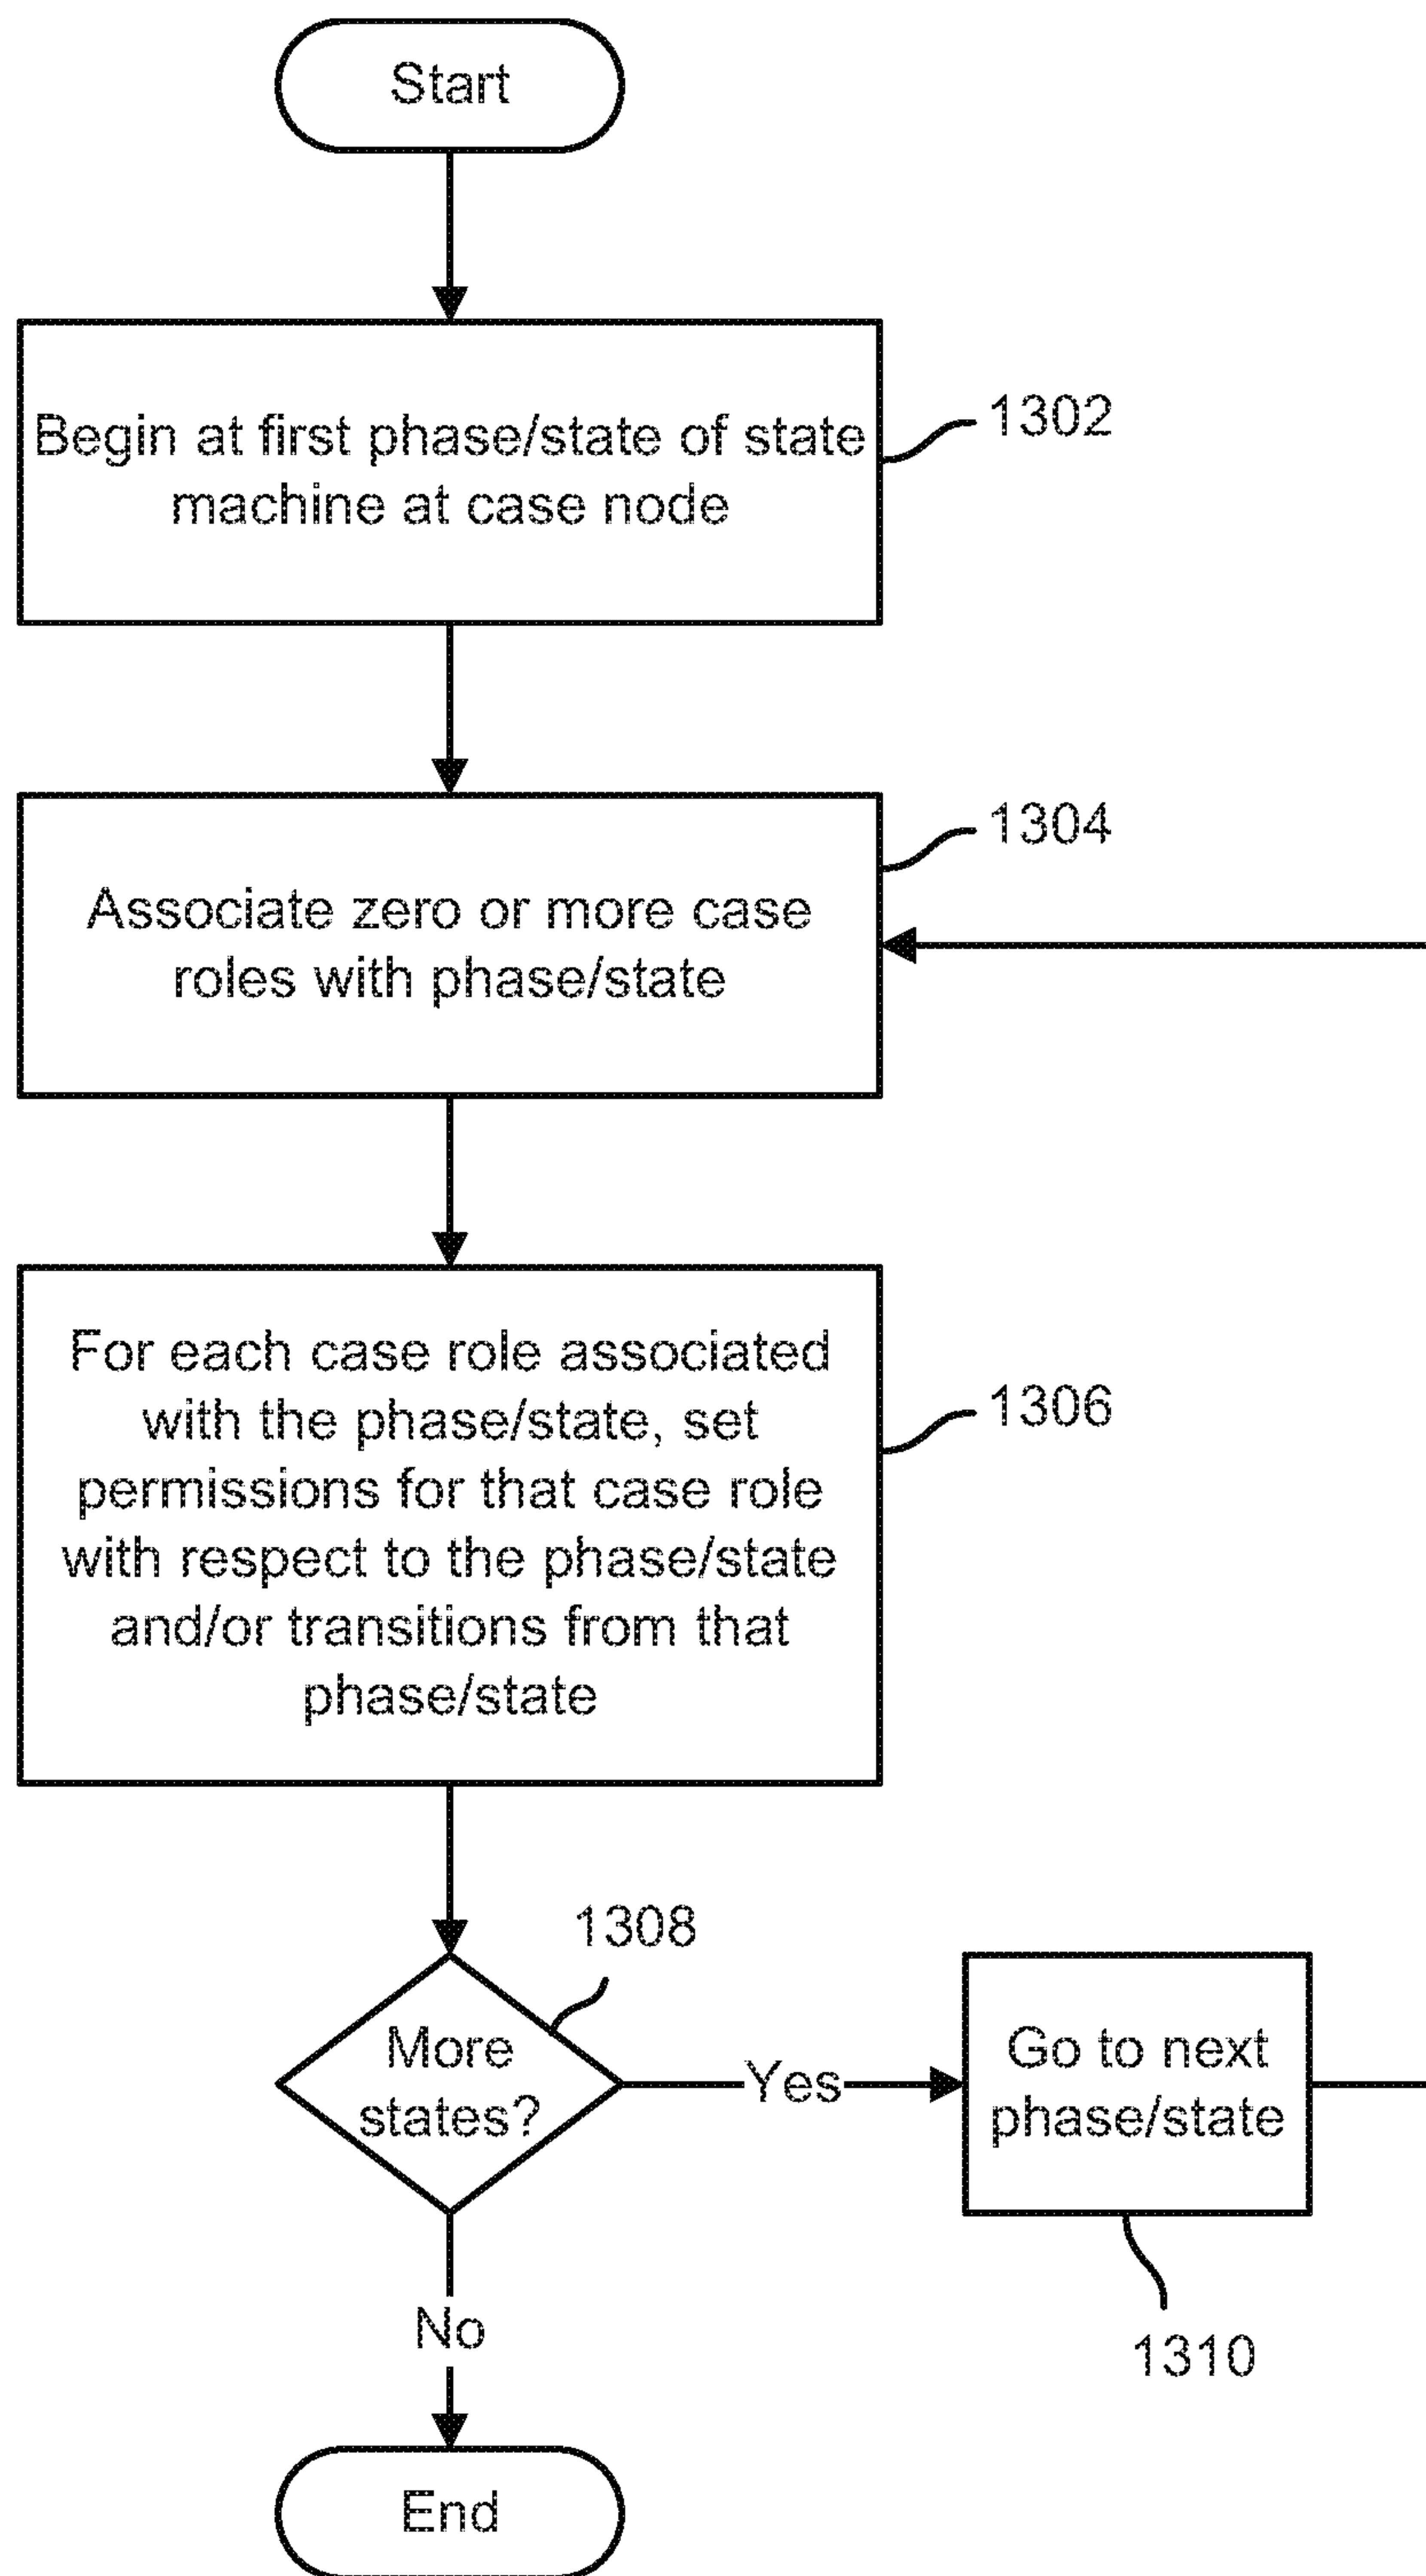 Start
Begin at first phase/state of state
machine at case node
1302
Associate zero or more case
roles with phase/state
1304
For each case role associated
with the phase/state, set
permissions for that case role
with respect to the phase/state
and/or transitions from that
phase/state
1306
More
states?
1308
Yes
Go to next
phase/state
1310
No
End